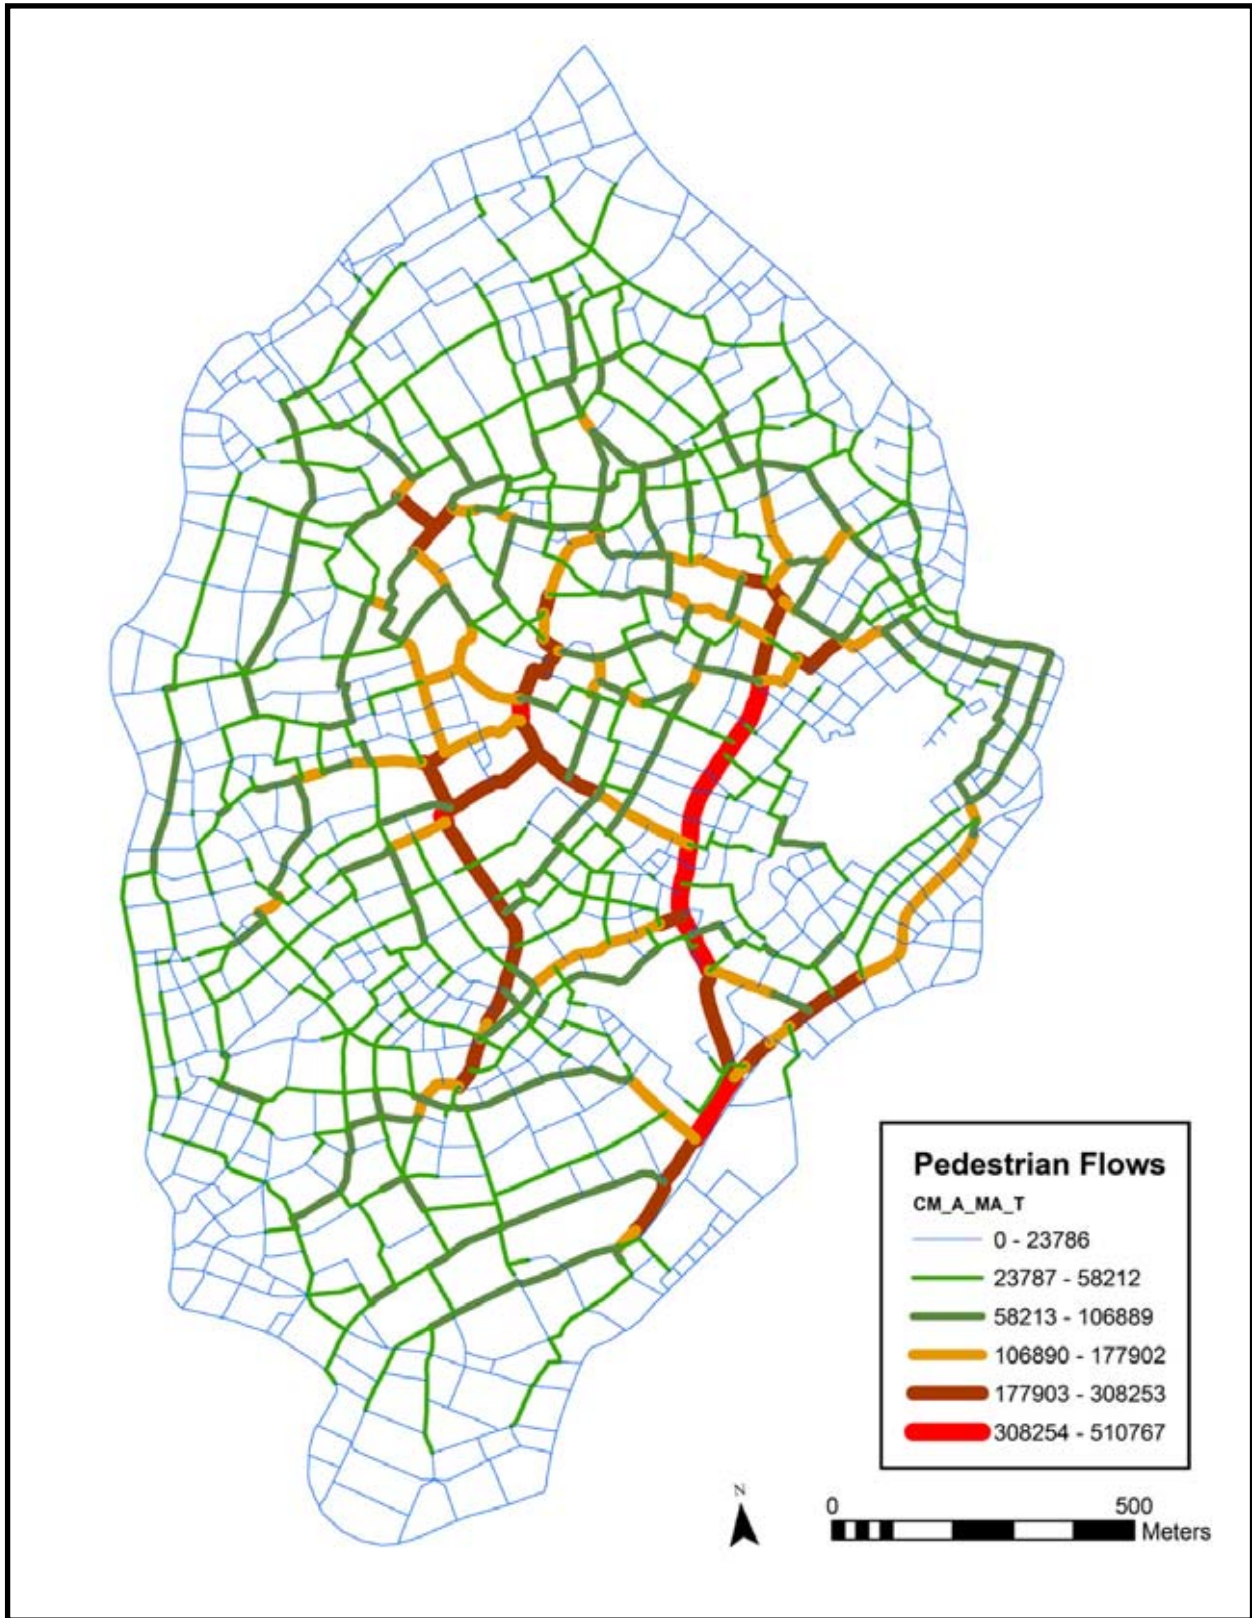 Pedestrian Flows
CM_A_MA_T
0 - 23786
23787 - 58212
58213 - 106889
106890 - 177902
177903 - 308253
308254 - 510767
N
0 500
Meters